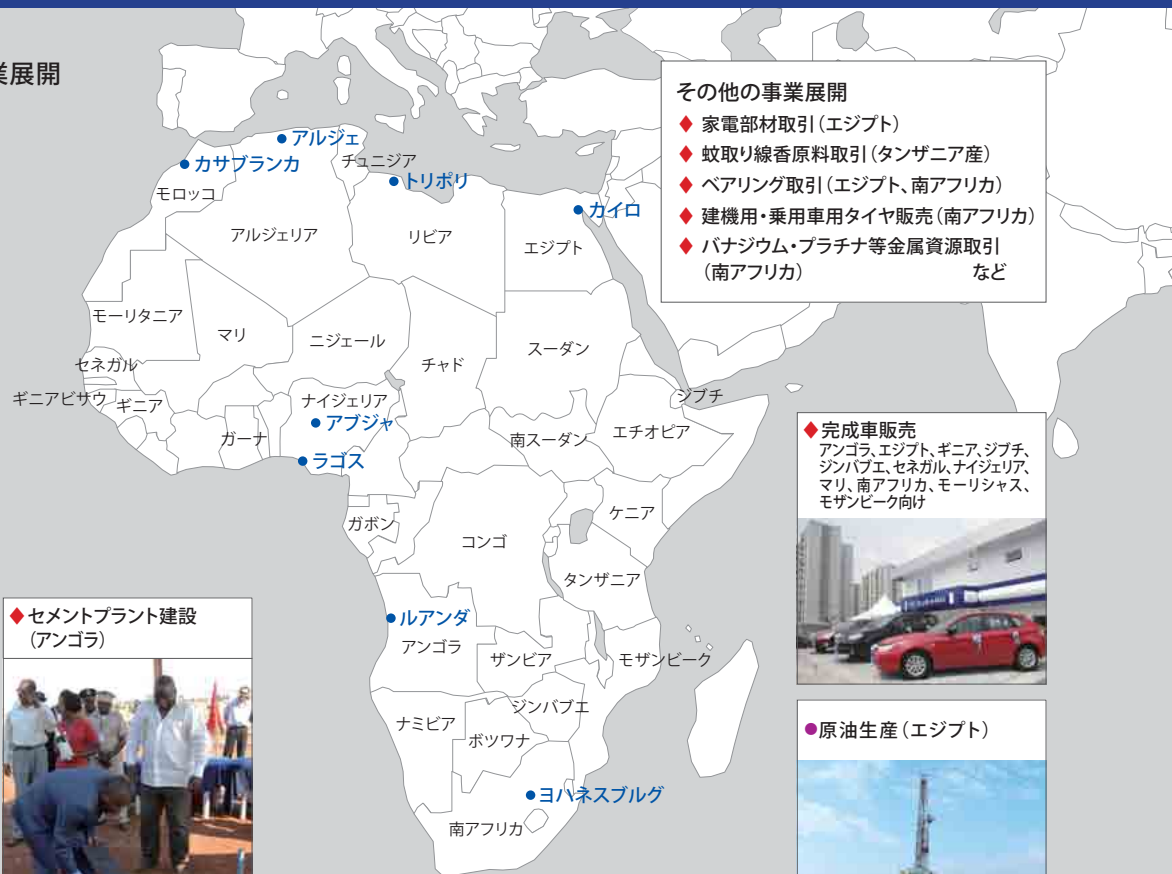 業展開
その他の事業展開
◆ 家電部材取引（エジプト）
◆ 蚊取り線香原料取引（タンザニア産）
◆ ベアリング取引（エジプト、南アフリカ）
◆ 建機用・乗用車用タイヤ販売（南アフリカ）
◆ バナジウム・プラチナ等金属資源取引
（南アフリカ） など
● アルジェ
● カサブランカ
チュニジア
● トリポリ
モロッコ
● カイロ
アルジェリア
リビア
エジプト
モーリタニア
マリ
ニジェール
チャド
スーダン
セネガル
ギニアビサウ
ギニア
ナイジェリア
● アブジャ
ジブチ
ガーナ
南スーダン
エチオピア
● ラゴス
ガボン
コンゴ
ケニア
タンザニア
● ルアンダ
アンゴラ
ザンビア
モザンビーク
ナミビア
ジンバブエ
ボツワナ
● ヨハネスブルグ
南アフリカ
◆ 完成車販売
アンゴラ、エジプト、ギニア、ジブチ、
ジンバブエ、セネガル、ナイジェリア、
マリ、南アフリカ、モーリシャス、
モザンビーク向け
◆ セメントプラント建設
（アンゴラ）
● 原油生産（エジプト）